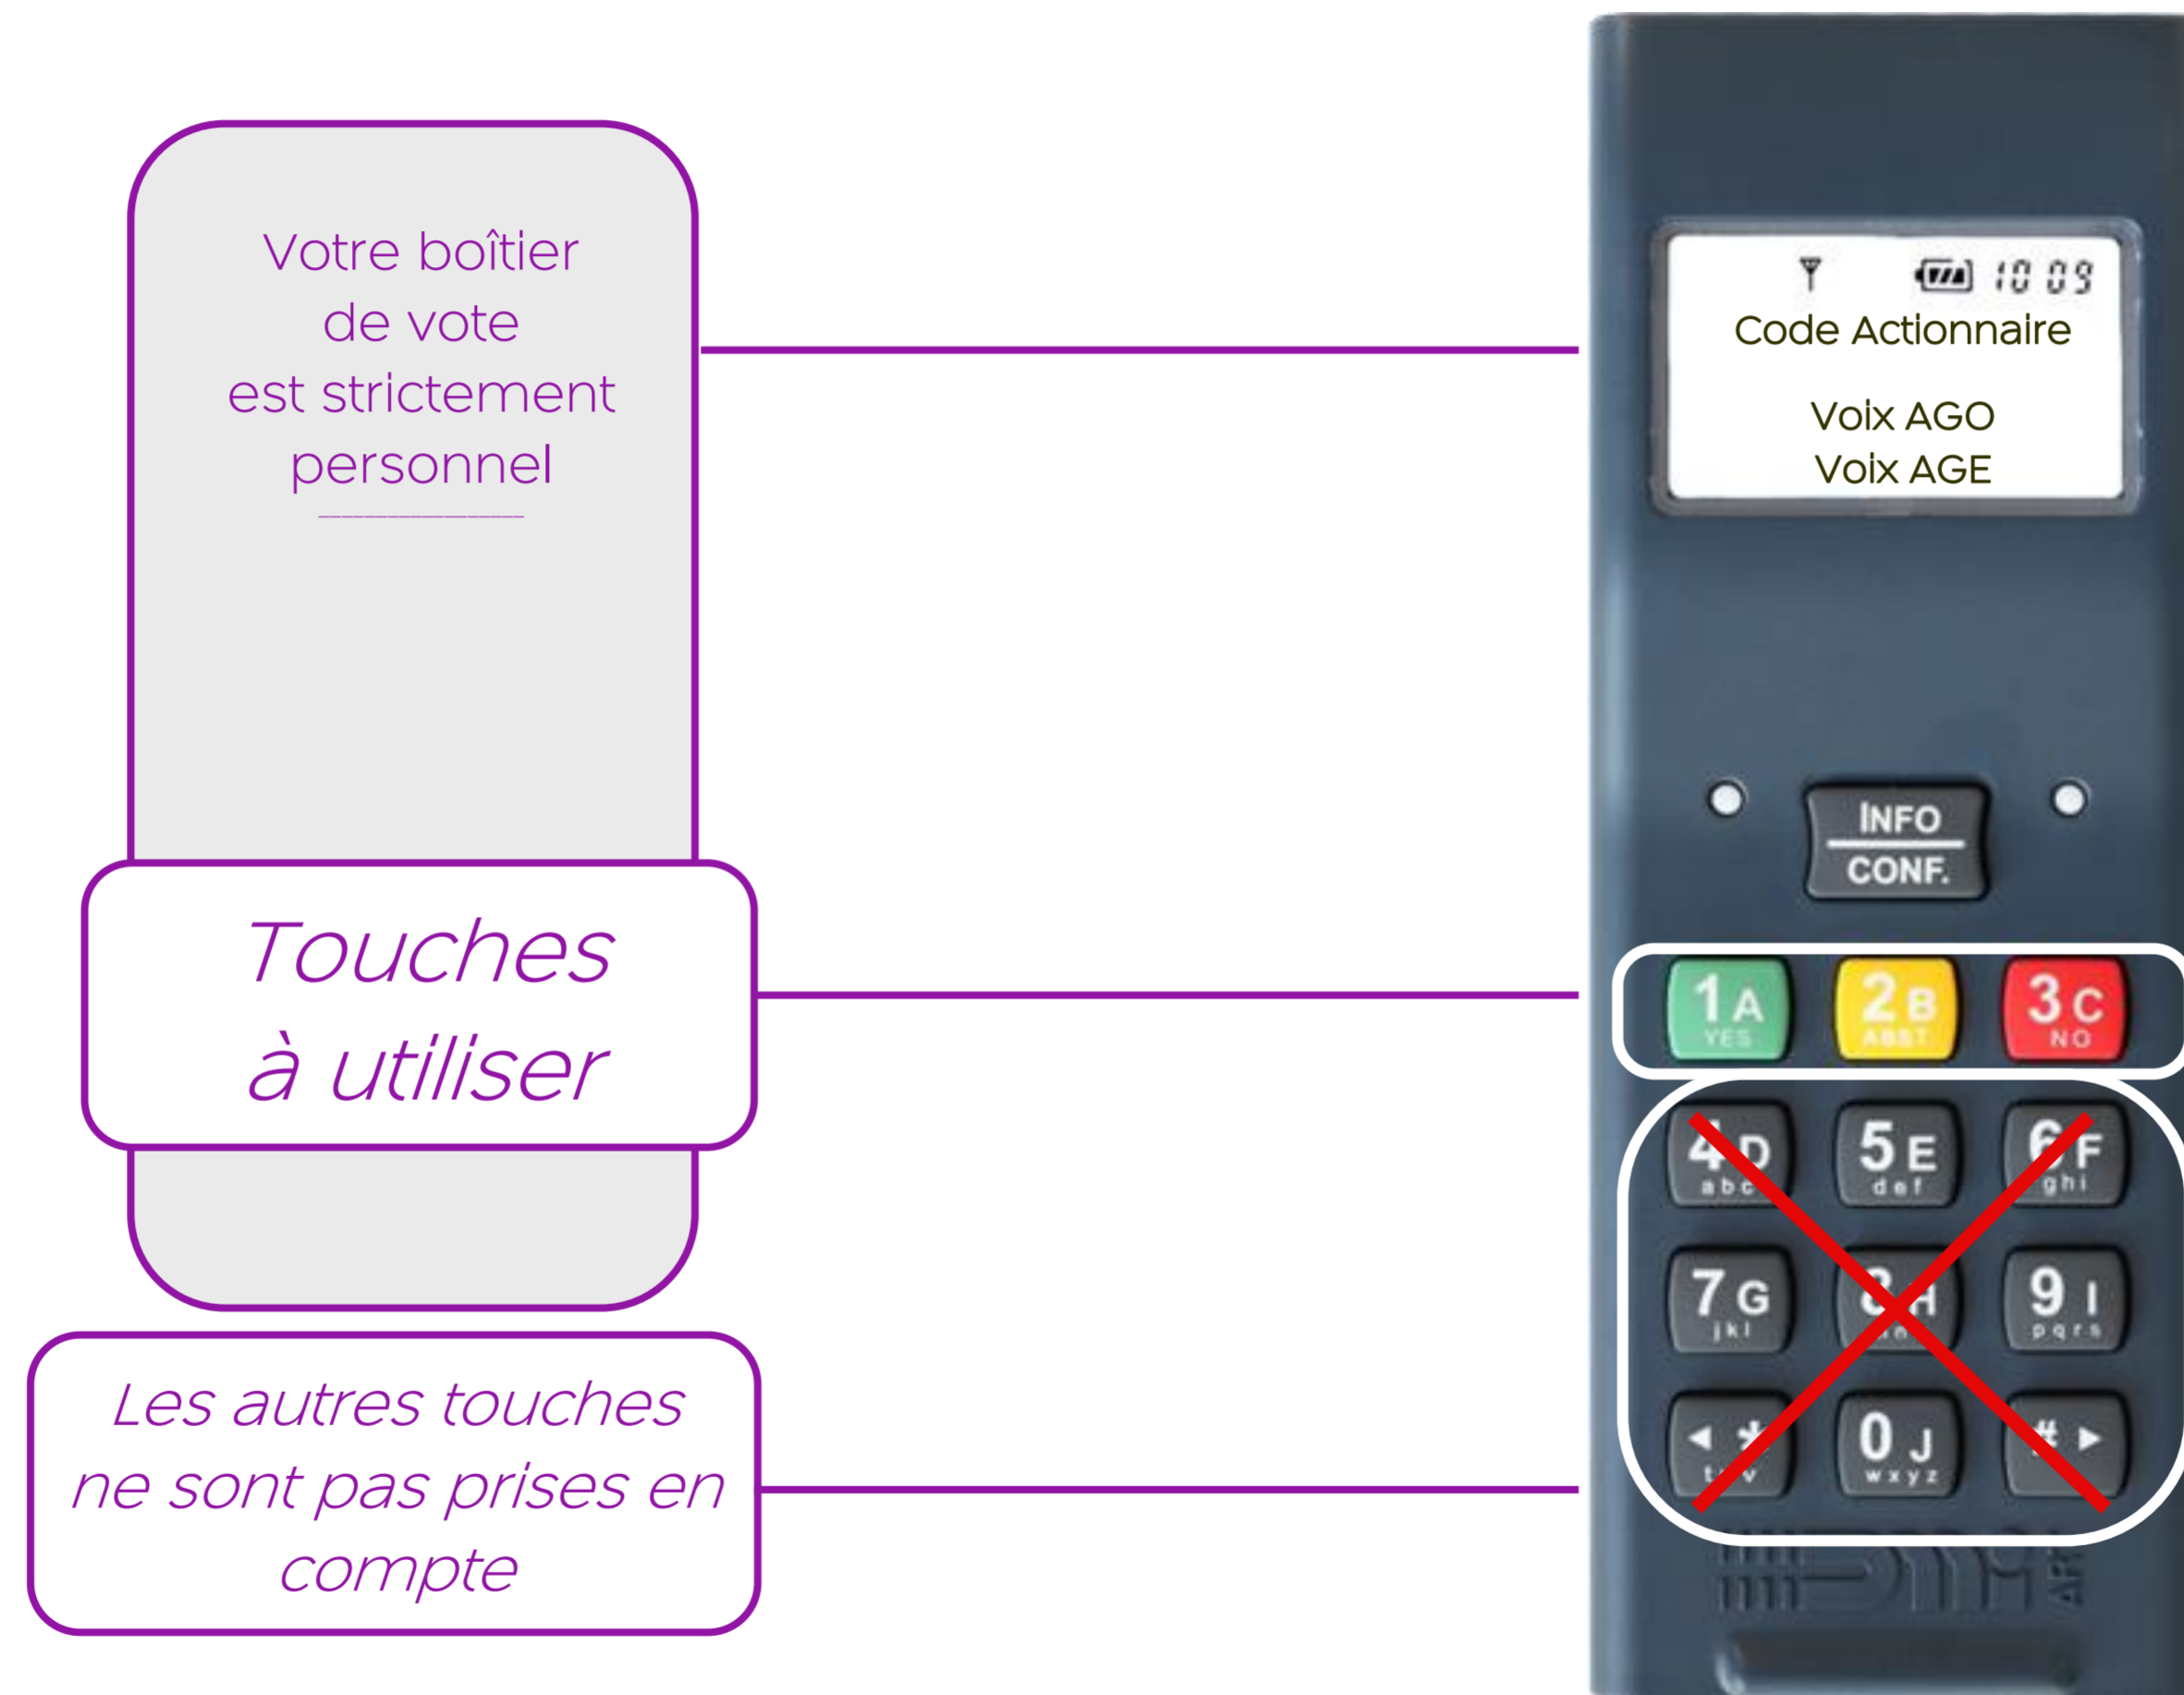 Votre boîtier
de vote
est strictement
personnel
10 09
Code Actionnaire
Voix AGO
Voix AGE
INFO
CONF.
Touches
à utiliser
1 A
YES
2 B
ABST
3 C
NO
4 D
abc
5 E
def
6 F
ghi
7 G
jkl
8 H
9 I
pqrs
Les autres touches
ne sont pas prises en
compte
◄ *
0 J
wxyz
# ►